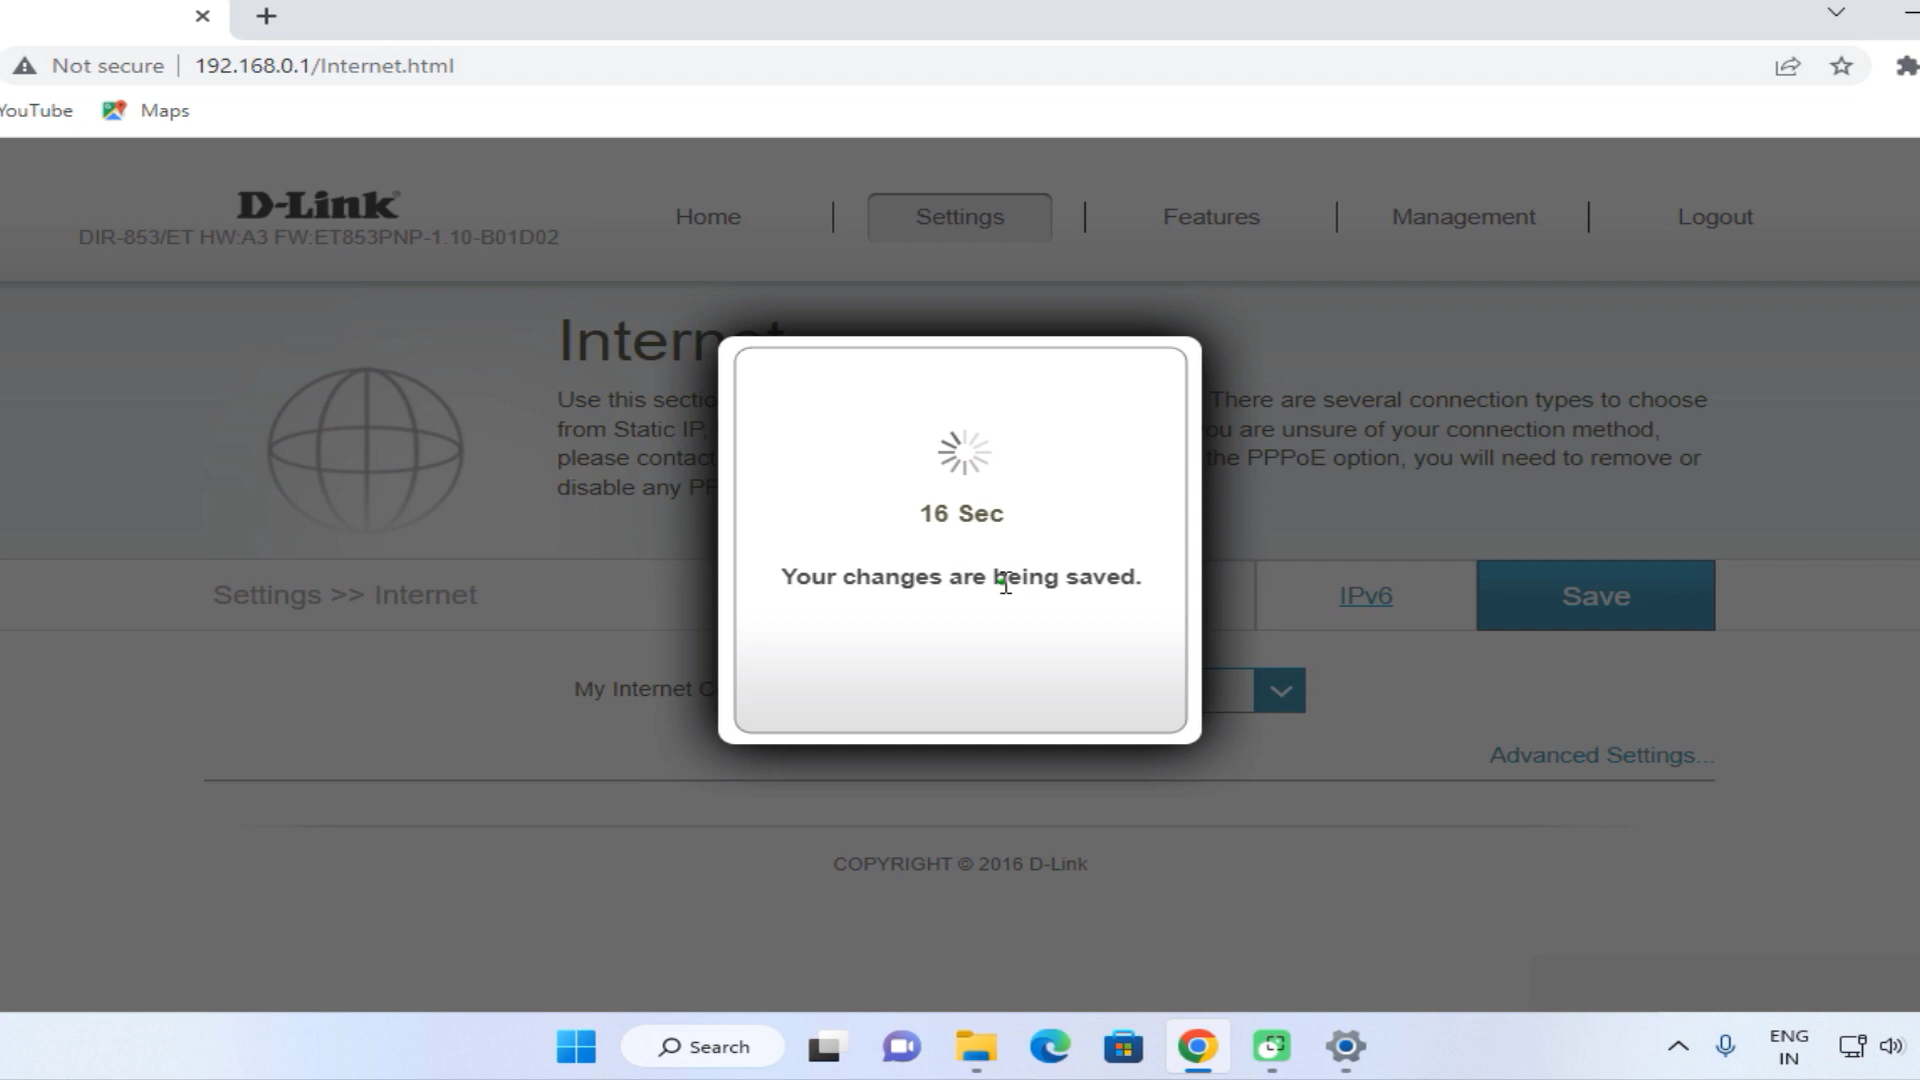 Not secure | 192.168.0.1/Internet.html
YouTube Maps
D-Link
DIR-853/ET HW:A3 FW:ET853PNP-1.10-B01D02
Home
Settings
Features
Management
Logout
Internet
Use this There are several connection types to choose
from Static IP, are unsure of your connection method,
please contact the PPPoE option, you will need to remove or
disable any
16 Sec
Your changes are being saved.
Settings >> Internet
IPv6
Save
My Internet
Advanced Settings...
COPYRIGHT © 2016 D-Link
Search
ENG
IN